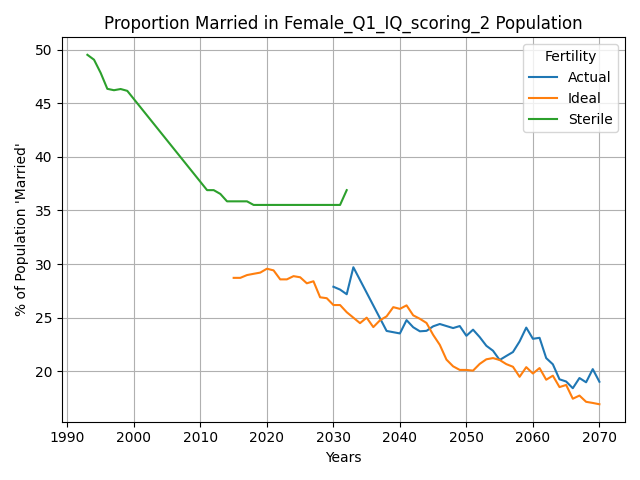 Proportion Married in Female_Q1_IQ_scoring_2 Population
% of Population 'Married'
50
45
40
35
30
25
20
Fertility
Actual
Ideal
Sterile
1990 2000 2010 2020 2030 2040 2050 2060 2070
Years